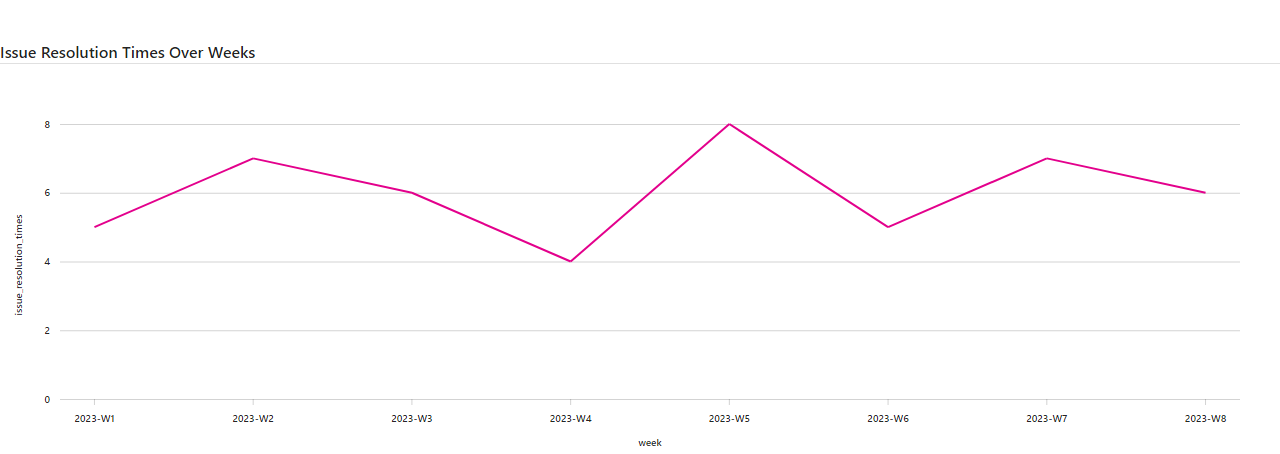 Issue Resolution Times Over Weeks
issue_resolution_times
8
6
4
2
0
2023-W1 2023-W2 2023-W3 2023-W4 2023-W5 2023-W6 2023-W7 2023-W8
week